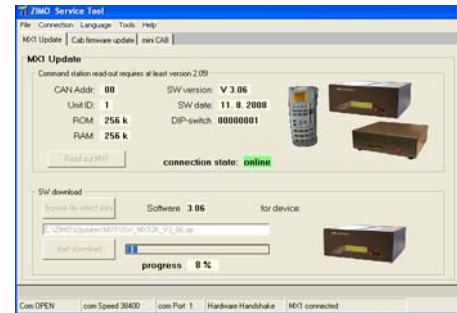 ZIMO Service Tool
File Connection Language Tools Help
MX1 Update Cab firmware update mini CAB
MX1 Update
Command station read-out requires at least version 2.05!
CAN Addr: 00 SW version: V 3.06
Unit ID: 1 SW date: 11. 8. 2008
ROM: 256 k DIP-switch 00000001
RAM: 256 k
Read out MX1 connection state: online
SW download
browse file select data Software 3.06 for device:
start download
progress 8 %
Com OPEN com Speed 38400 com Port 1 Hardware Handshake MX1 connected